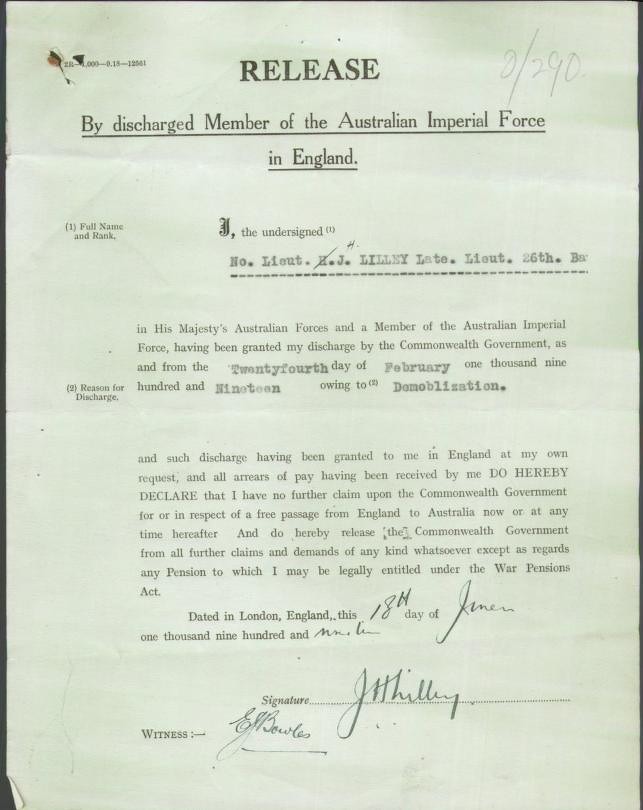 2R—4,000—9.18—12561
0/290.
RELEASE
By discharged Member of the Australian Imperial Force
in England.
(1) Full Name
and Rank.
I, the undersigned (1)
H.
No. Lieut. H.J. LILLEY Late. Lieut. 26th. Ba
in His Majesty's Australian Forces and a Member of the Australian Imperial
Force, having been granted my discharge by the Commonwealth Government, as
and from the Twentyfourth day of February one thousand nine
(2) Reason for
Discharge.
hundred and Nineteen owing to (2) Demoblization.
and such discharge having been granted to me in England at my own
request, and all arrears of pay having been received by me DO HEREBY
DECLARE that I have no further claim upon the Commonwealth Government
for or in respect of a free passage from England to Australia now or at any
time hereafter And do hereby release the Commonwealth Government
from all further claims and demands of any kind whatsoever except as regards
any Pension to which I may be legally entitled under the War Pensions
Act.
Dated in London, England, this 18th day of
one thousand nine hundred and
Signature J H Lilley
WITNESS :— EJ Bowles